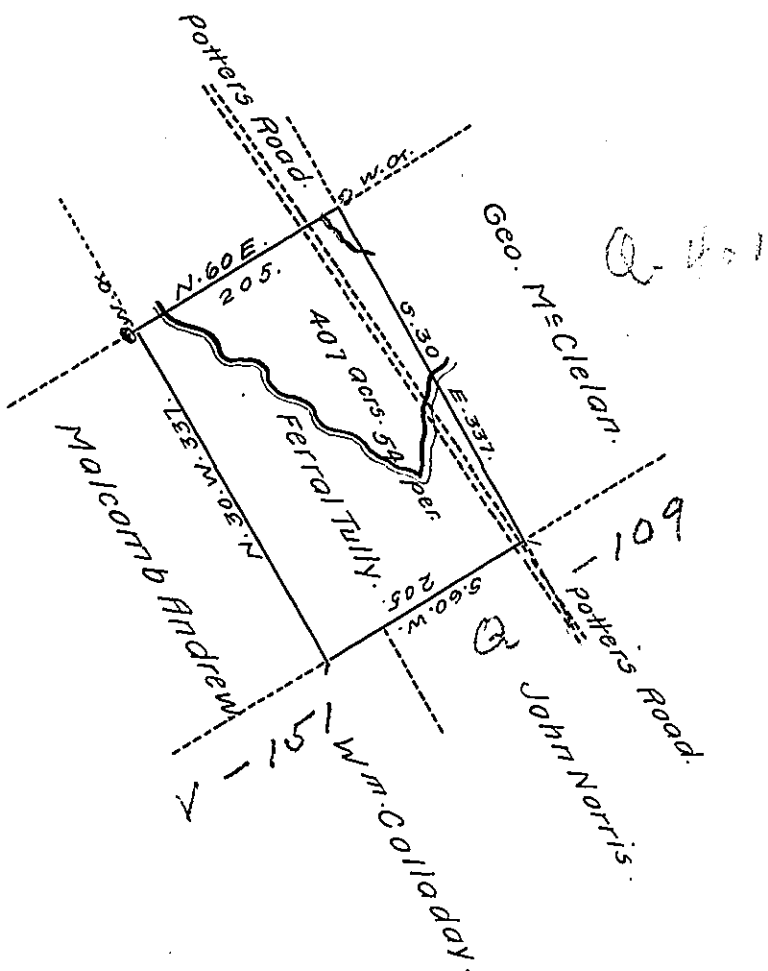 Potters Road.
W.O.
Geo. McClelan.
N. 60 E.
205.
W.O.
407 acrs. 54 per.
Ferral Tully.
S. 30 E. 337.
N. 30. W. 337.
Malcomb Andrew
S. 60. W.
205.
- 109
Potters Road.
John Norris.
V - 151
Wm. Colladay.